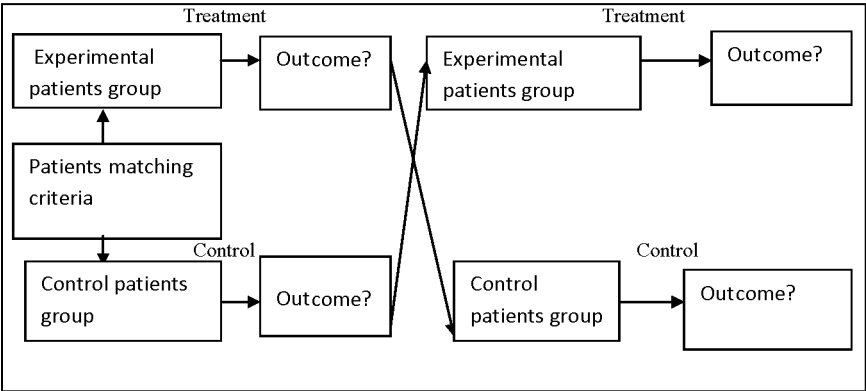 Treatment
Treatment
Experimental
patients group
Outcome?
Experimental
patients group
Outcome?
Patients matching
criteria
Control
Control
Control patients
group
Outcome?
Control
patients group
Outcome?